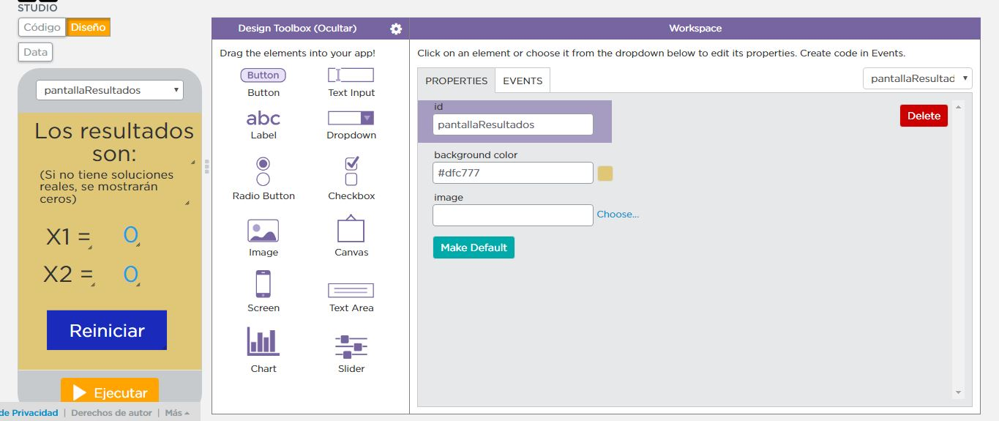 STUDIO
Código Diseño
Data
pantallaResultados
Los resultados
son:
(Si no tiene soluciones
reales, se mostrarán
ceros)
X1 = 0
X2 = 0
Reiniciar
Ejecutar
de Privacidad | Derechos de autor | Más
Design Toolbox (Ocultar)
Drag the elements into your app!
Button
Button
Text Input
abc
Label
Dropdown
Radio Button
Checkbox
Image
Canvas
Screen
Text Area
Chart
Slider
Workspace
Click on an element or choose it from the dropdown below to edit its properties. Create code in Events.
PROPERTIES EVENTS
pantallaResultad
id
pantallaResultados
Delete
background color
#dfc777
image
Choose...
Make Default